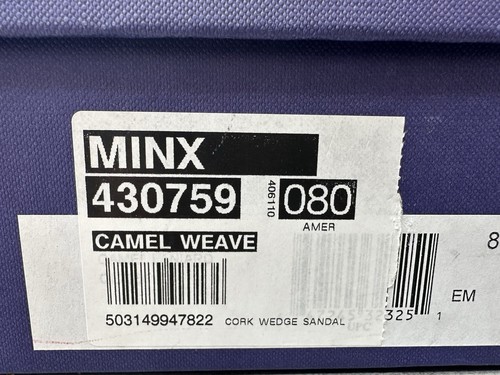 MINX
430759
406110
080
AMER
CAMEL WEAVE
8
EM
503149947822 CORK WEDGE SANDAL
325 1